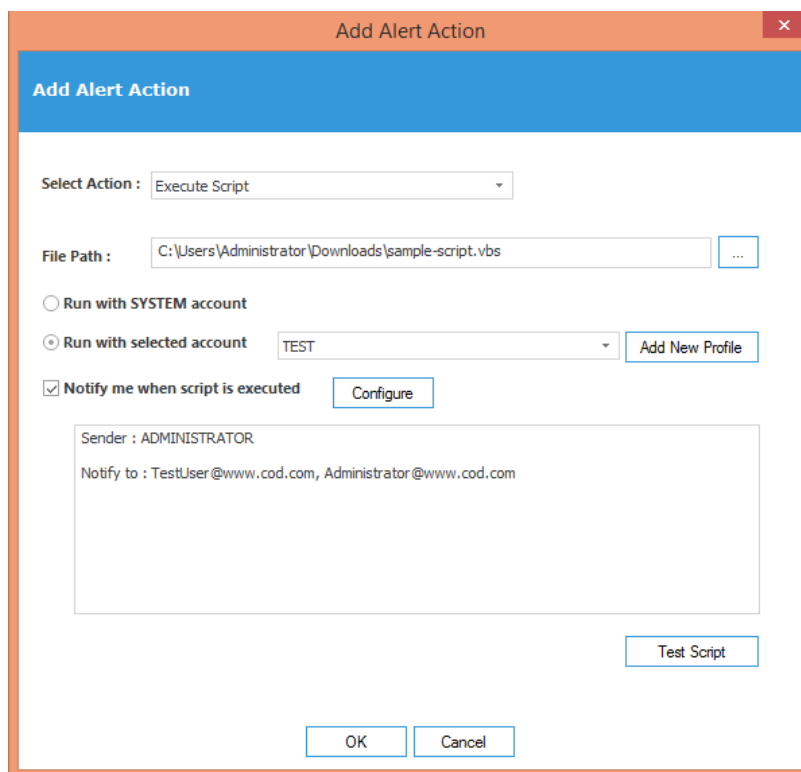 Add Alert Action
×
Add Alert Action
Select Action : Execute Script
File Path : C:\Users\Administrator\Downloads\sample-script.vbs ...
Run with SYSTEM account
Run with selected account TEST Add New Profile
Notify me when script is executed Configure
Sender : ADMINISTRATOR
Notify to : TestUser@www.cod.com, Administrator@www.cod.com
Test Script
OK Cancel